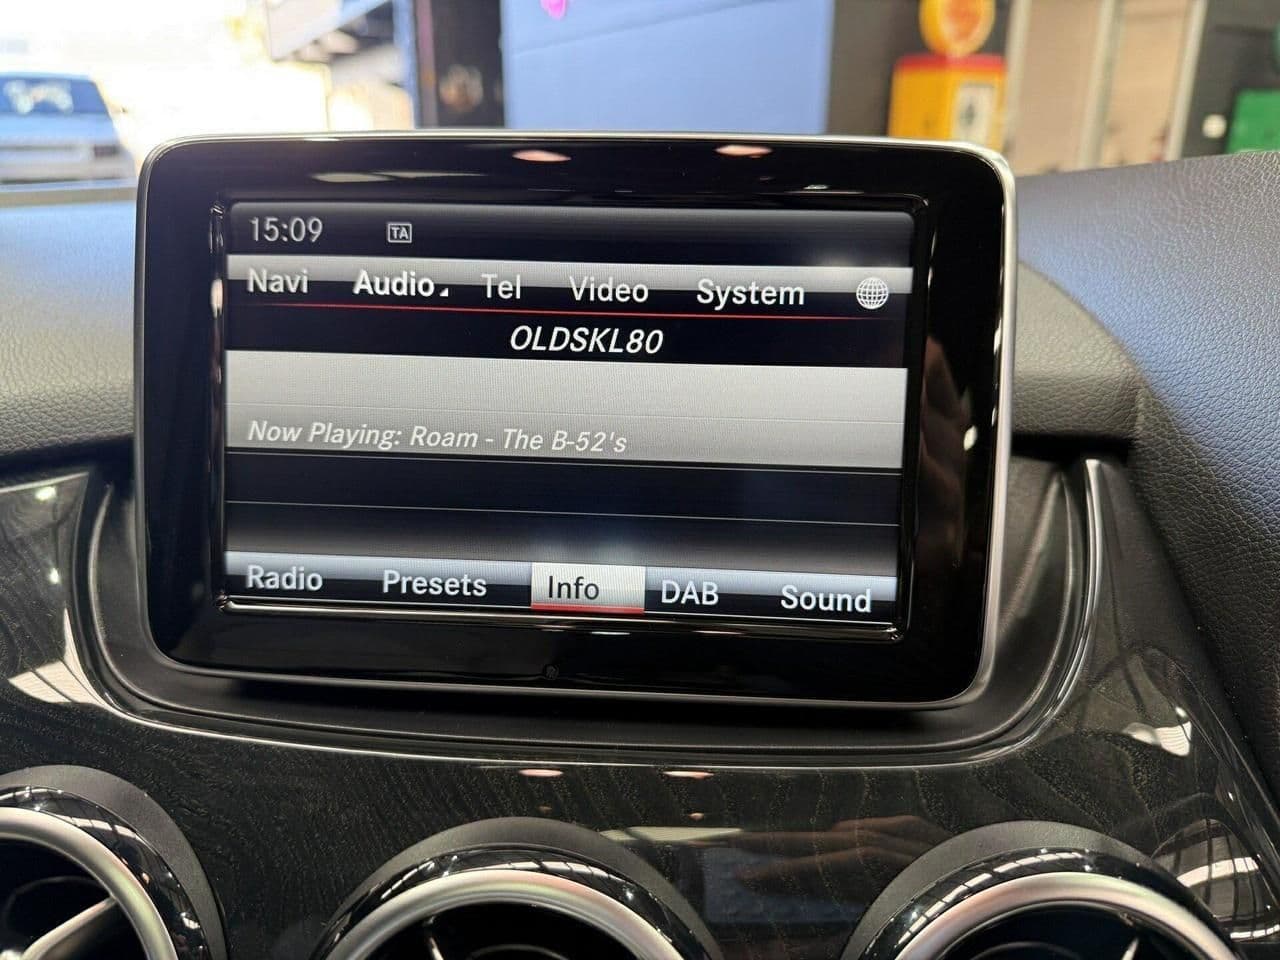 15:09 TA
Navi Audio Tel Video System
OLDSKL80
Now Playing: Roam - The B-52's
Radio Presets Info DAB Sound